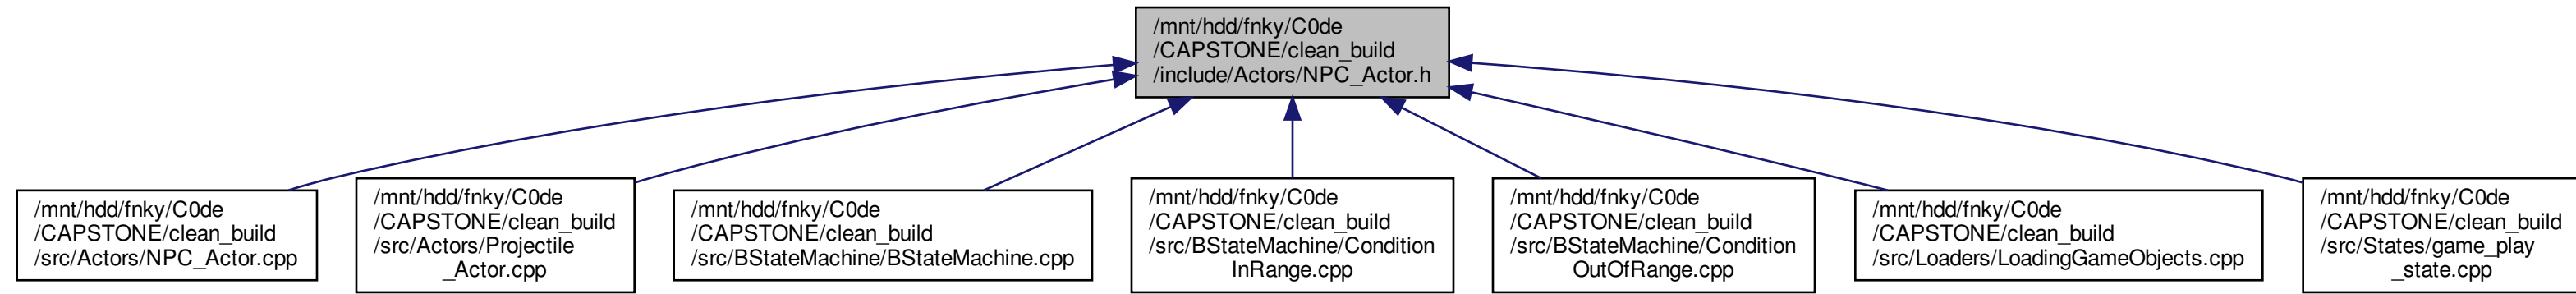 /mnt/hdd/fnky/C0de
/CAPSTONE/clean_build
/include/Actors/NPC_Actor.h
/mnt/hdd/fnky/C0de
/CAPSTONE/clean_build
/src/Actors/NPC_Actor.cpp
/mnt/hdd/fnky/C0de
/CAPSTONE/clean_build
/src/Actors/Projectile
_Actor.cpp
/mnt/hdd/fnky/C0de
/CAPSTONE/clean_build
/src/BStateMachine/BStateMachine.cpp
/mnt/hdd/fnky/C0de
/CAPSTONE/clean_build
/src/BStateMachine/Condition
InRange.cpp
/mnt/hdd/fnky/C0de
/CAPSTONE/clean_build
/src/BStateMachine/Condition
OutOfRange.cpp
/mnt/hdd/fnky/C0de
/CAPSTONE/clean_build
/src/Loaders/LoadingGameObjects.cpp
/mnt/hdd/fnky/C0de
/CAPSTONE/clean_build
/src/States/game_play
_state.cpp